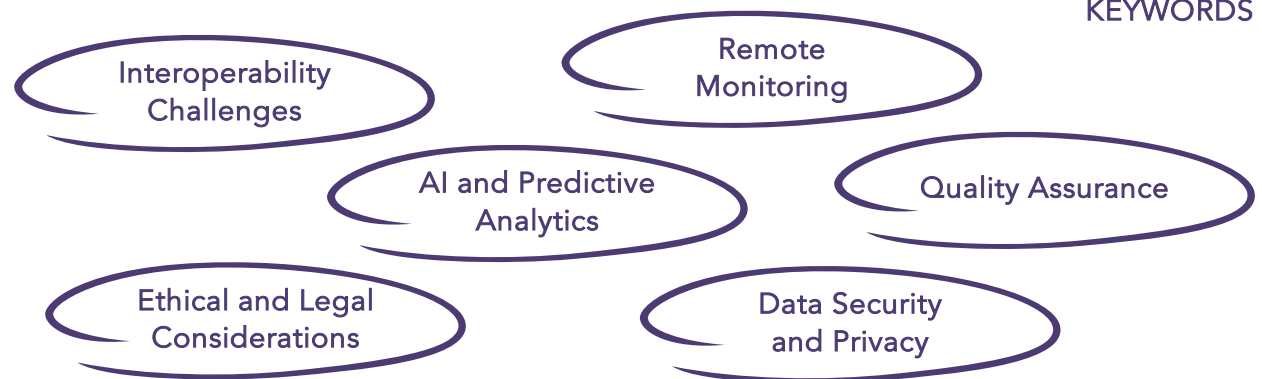 KEYWORDS
Interoperability
Challenges
Remote
Monitoring
AI and Predictive
Analytics
Quality Assurance
Ethical and Legal
Considerations
Data Security
and Privacy